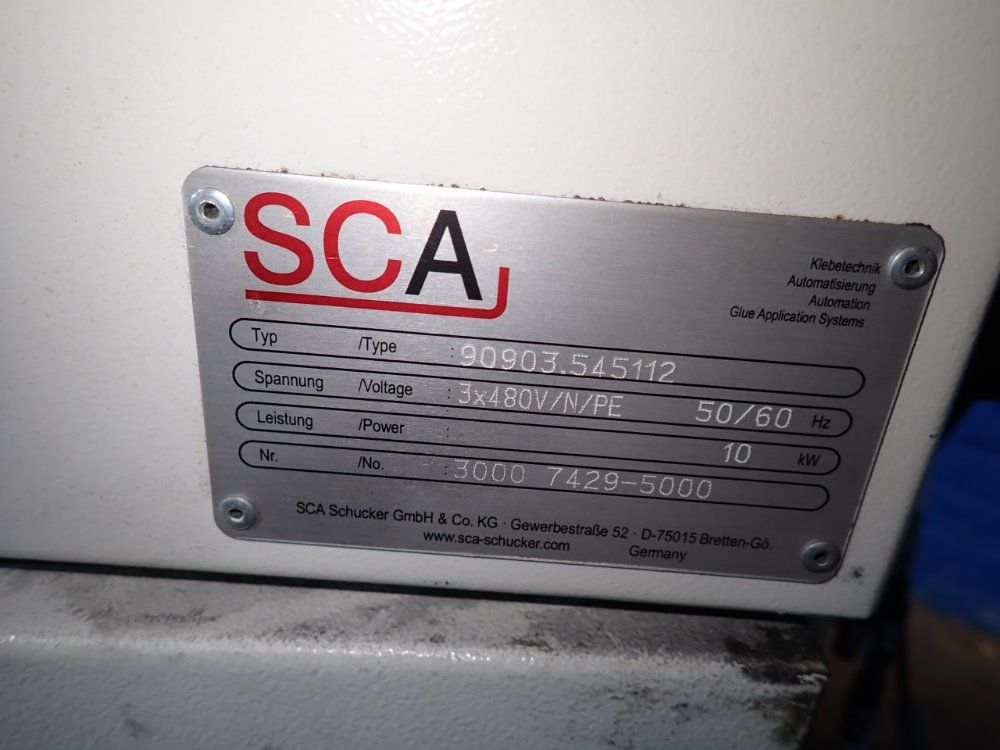 SCA
Klebetechnik
Automatisierung
Automation
Glue Application Systems
Typ /Type : 90903.545112
Spannung /Voltage : 3x480V/N/PE 50/60 Hz
Leistung /Power 10 kW
Nr. /No. : 3000 7429-5000
SCA Schucker GmbH & Co. KG · Gewerbestraße 52 · D-75015 Bretten-Gö.
www.sca-schucker.com Germany